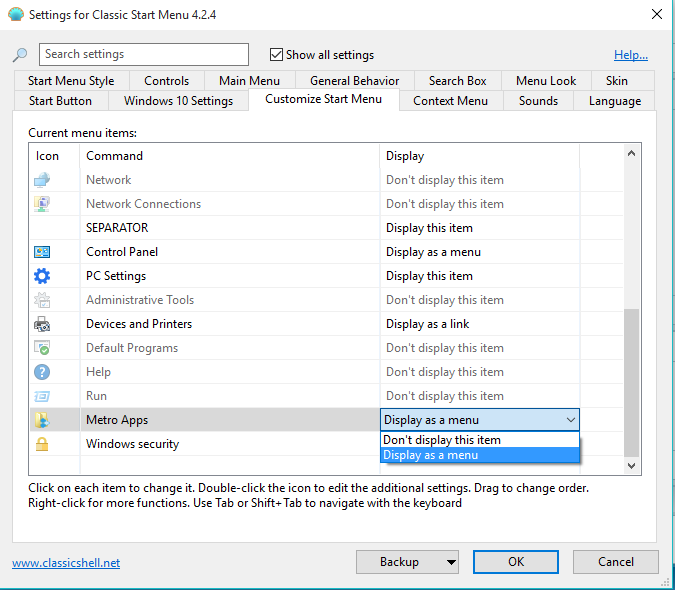 Settings for Classic Start Menu 4.2.4
Search settings
Show all settings
Help...
Start Menu Style
Controls
Main Menu
General Behavior
Search Box
Menu Look
Skin
Start Button
Windows 10 Settings
Customize Start Menu
Context Menu
Sounds
Language
Current menu items:
Icon Command Display
Network Don't display this item
Network Connections Don't display this item
SEPARATOR Display this item
Control Panel Display as a menu
PC Settings Display this item
Administrative Tools Don't display this item
Devices and Printers Display as a link
Default Programs Don't display this item
Help Don't display this item
Run Don't display this item
Metro Apps Display as a menu
Windows security
Don't display this item
Display as a menu
Click on each item to change it. Double-click the icon to edit the additional settings. Drag to change order.
Right-click for more functions. Use Tab or Shift+Tab to navigate with the keyboard
www.classicshell.net
Backup
OK
Cancel